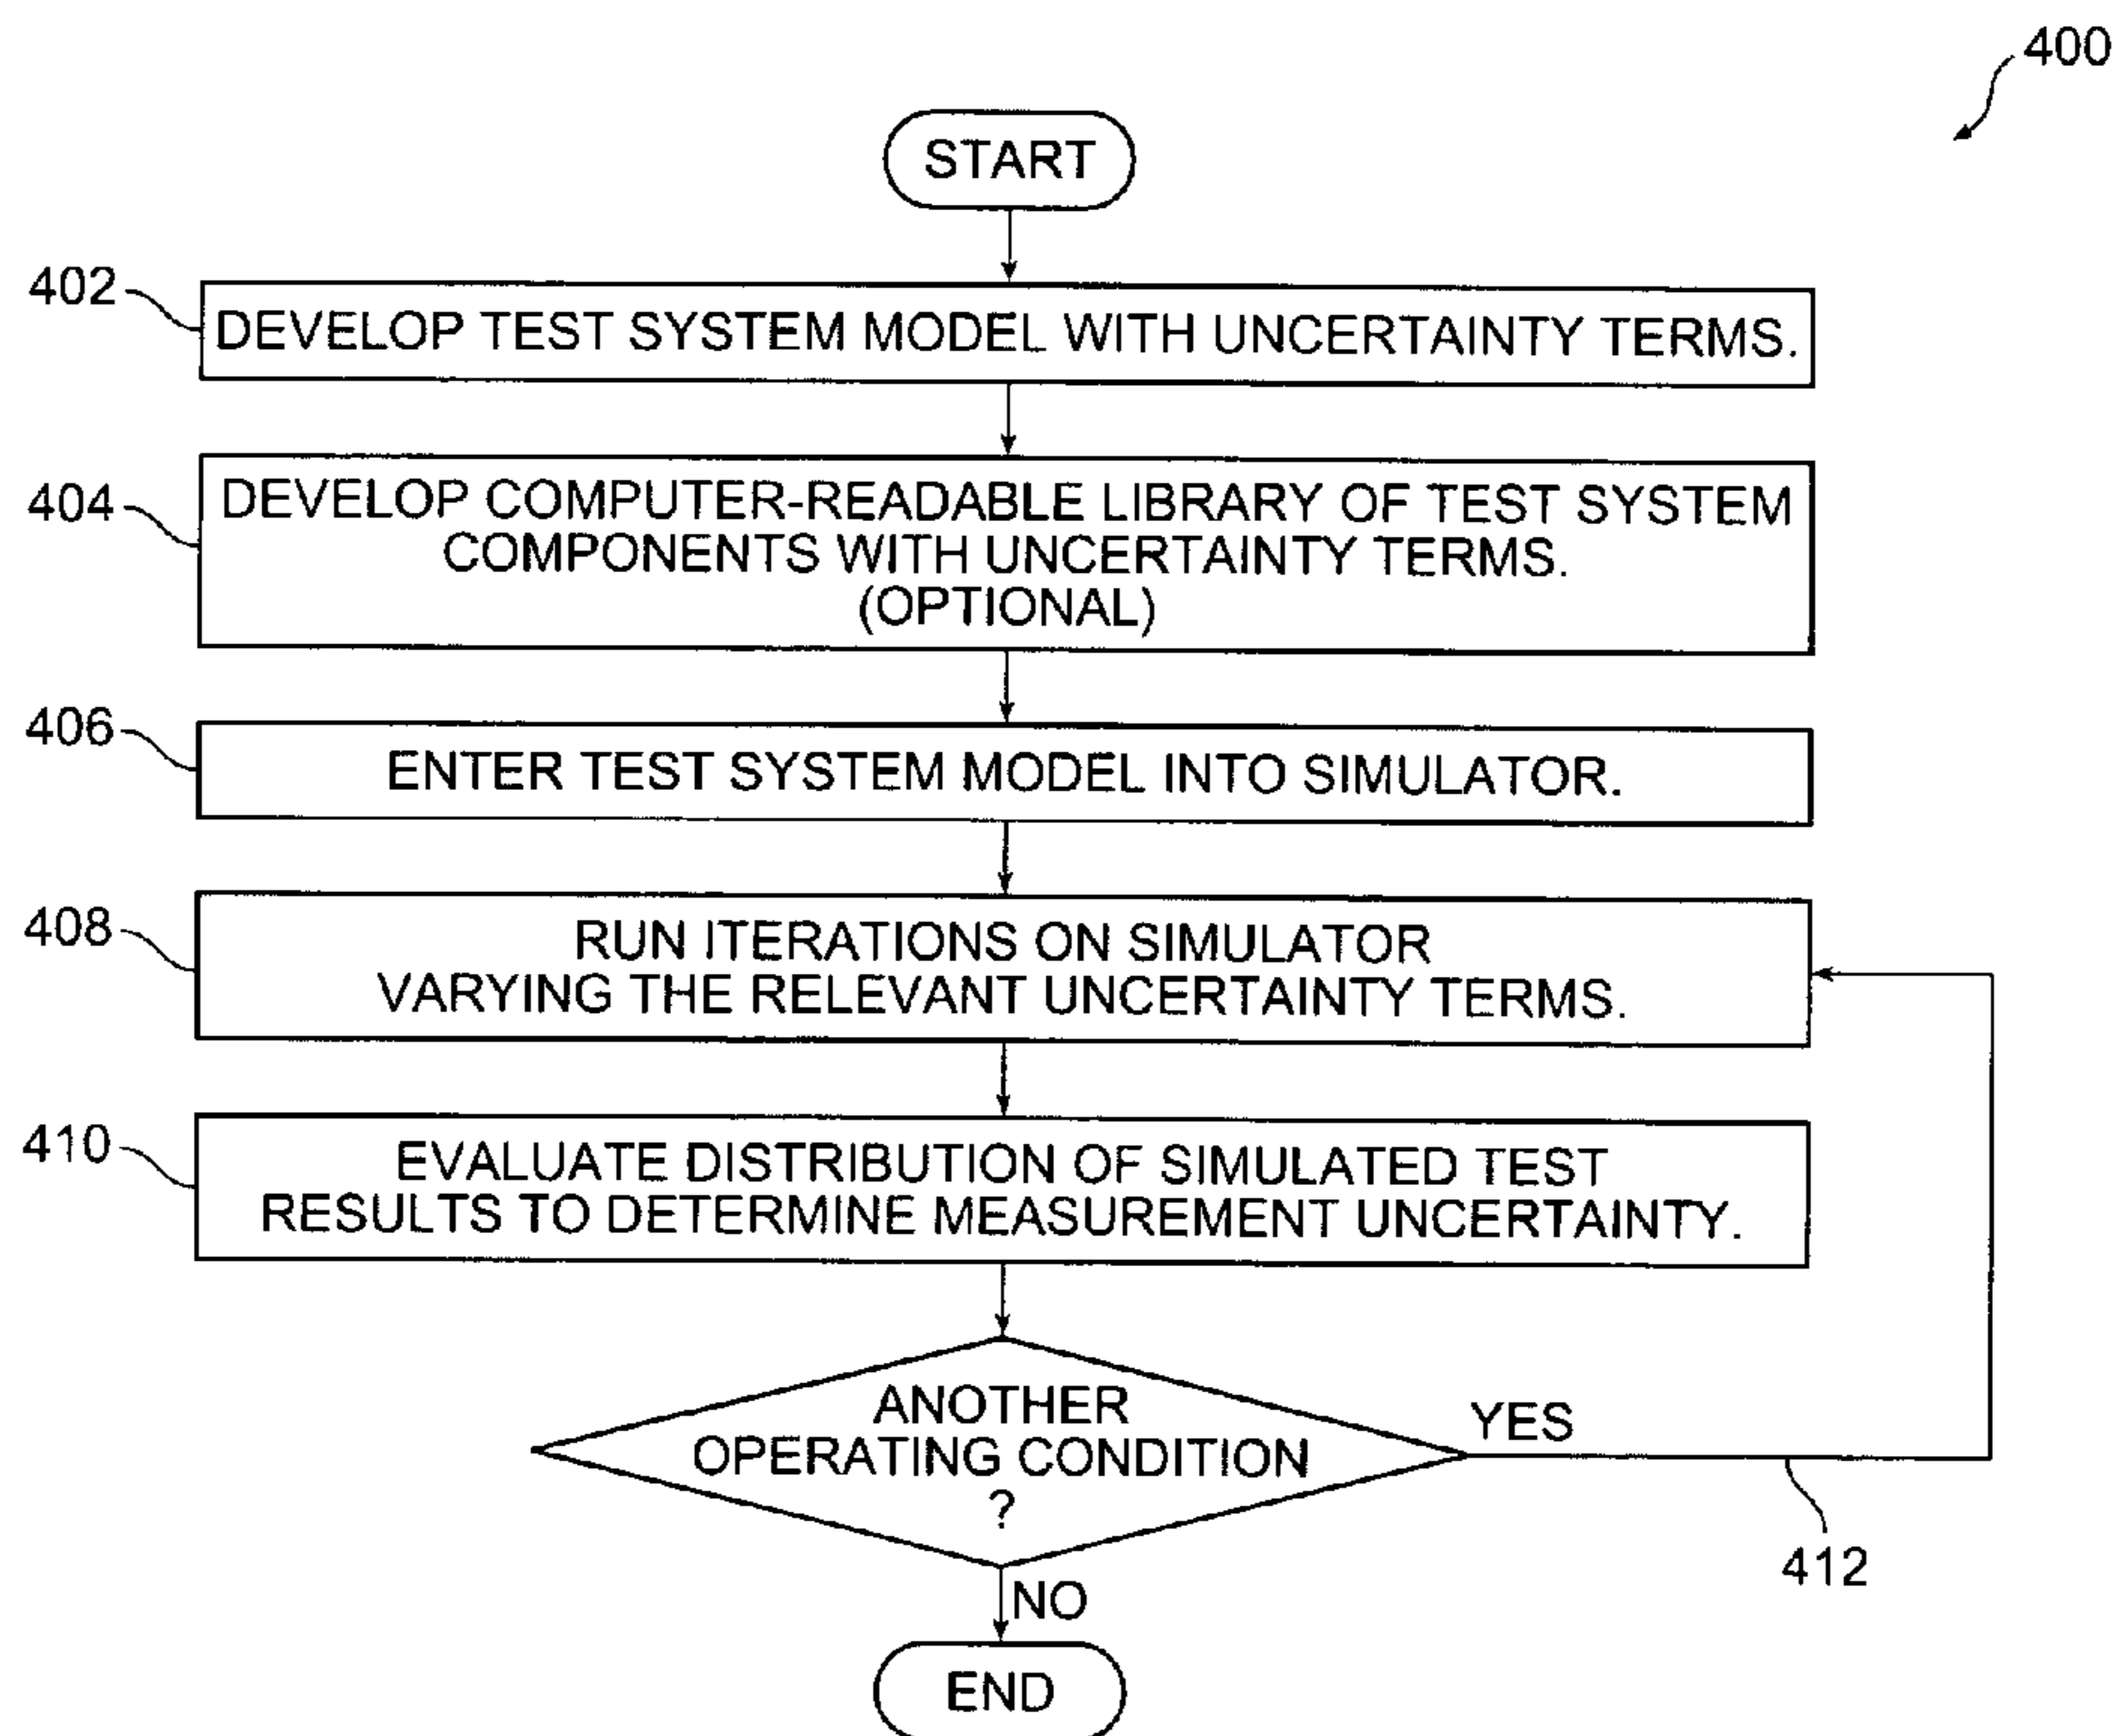 400
START
402
DEVELOP TEST SYSTEM MODEL WITH UNCERTAINTY TERMS.
404
DEVELOP COMPUTER-READABLE LIBRARY OF TEST SYSTEM
COMPONENTS WITH UNCERTAINTY TERMS.
(OPTIONAL)
406
ENTER TEST SYSTEM MODEL INTO SIMULATOR.
408
RUN ITERATIONS ON SIMULATOR
VARYING THE RELEVANT UNCERTAINTY TERMS.
410
EVALUATE DISTRIBUTION OF SIMULATED TEST
RESULTS TO DETERMINE MEASUREMENT UNCERTAINTY.
ANOTHER
OPERATING CONDITION
?
YES
412
NO
END